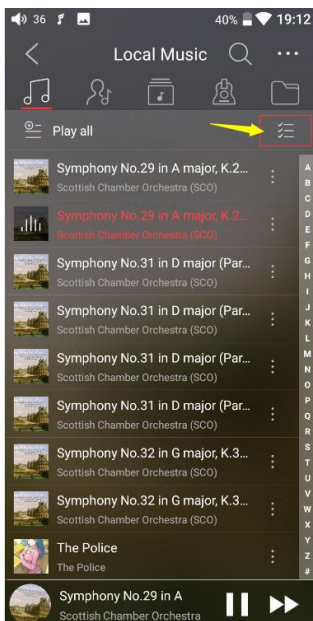 36 40% 19:12
Local Music
Play all
Symphony No.29 in A major, K.2...
Scottish Chamber Orchestra (SCO)
Symphony No.29 in A major, K.2...
Scottish Chamber Orchestra (SCO)
Symphony No.31 in D major (Par...
Scottish Chamber Orchestra (SCO)
Symphony No.31 in D major (Par...
Scottish Chamber Orchestra (SCO)
Symphony No.31 in D major (Par...
Scottish Chamber Orchestra (SCO)
Symphony No.31 in D major (Par...
Scottish Chamber Orchestra (SCO)
Symphony No.32 in G major, K.3...
Scottish Chamber Orchestra (SCO)
Symphony No.32 in G major, K.3...
Scottish Chamber Orchestra (SCO)
The Police
The Police
A
B
C
D
E
F
G
H
I
J
K
L
M
N
O
P
Q
R
S
T
U
V
W
X
Y
Z
#
Symphony No.29 in A
Scottish Chamber Orchestra